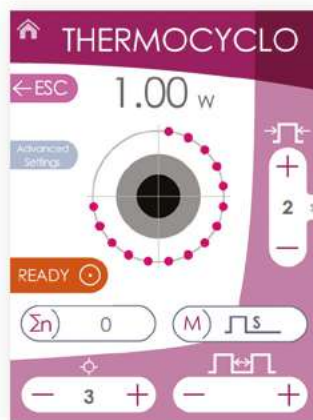 THERMOCYCLO
←ESC
1.00 w
Advanced
Settings
+
2
−
READY
Σn 0
M S
− 3 +
− +